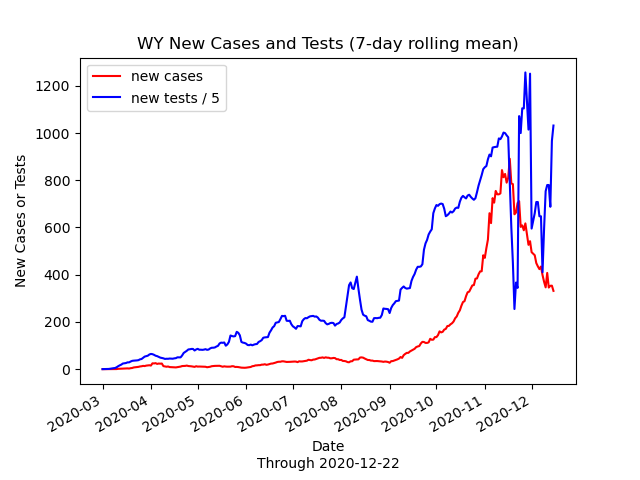 WY New Cases and Tests (7-day rolling mean)
new cases
new tests / 5
New Cases or Tests
1200
1000
800
600
400
200
0
2020-03
2020-04
2020-05
2020-06
2020-07
2020-08
2020-09
2020-10
2020-11
2020-12
Date
Through 2020-12-22